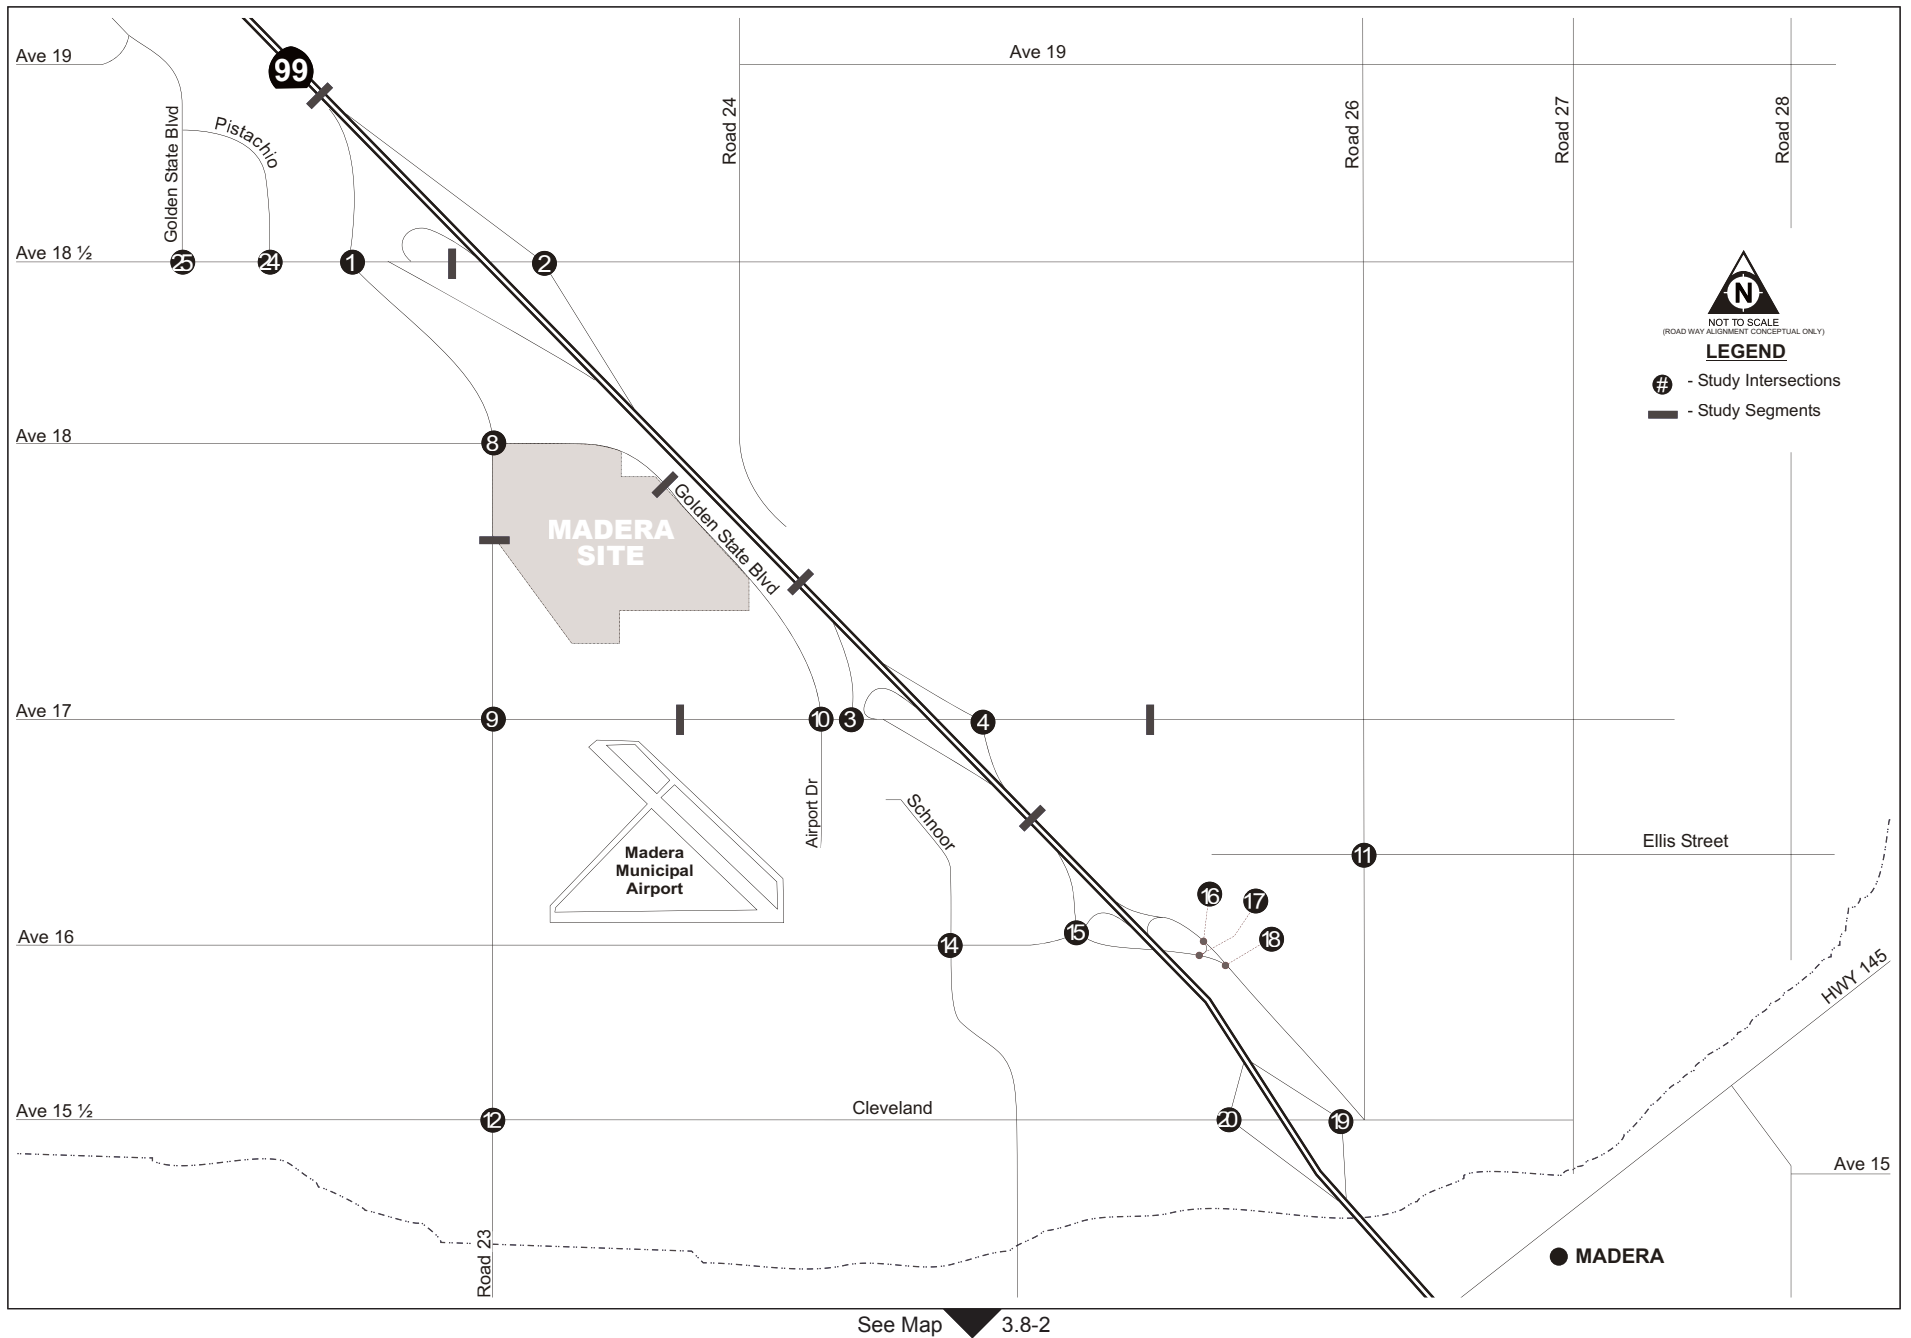 Ave 19
99
Ave 19
Golden State Blvd
Pistachio
Road 24
Road 26
Road 27
Road 28
Ave 18 ½
25
24
1
2
N
NOT TO SCALE
(ROAD WAY ALIGNMENT CONCEPTUAL ONLY)
LEGEND
# - Study Intersections
- Study Segments
Ave 18
8
MADERA
SITE
Golden State Blvd
Ave 17
9
10
3
4
Airport Dr
Schnoor
Madera
Municipal
Airport
Ellis Street
11
16
17
18
15
Ave 16
14
HWY 145
Ave 15 ½
12
Cleveland
20
19
Ave 15
Road 23
MADERA
See Map 3.8-2